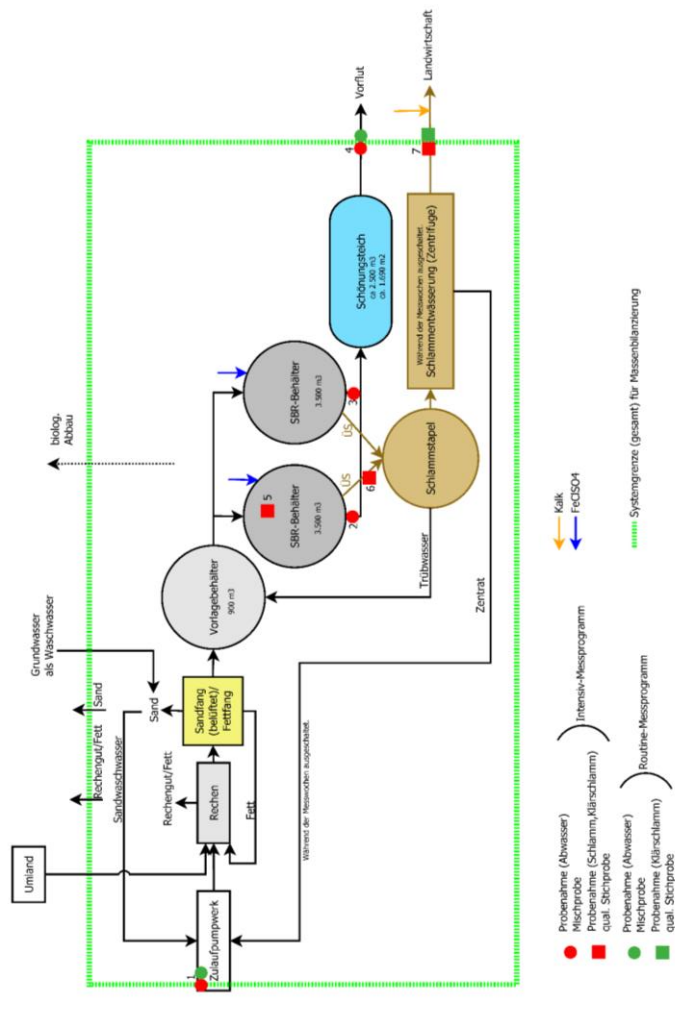 Umland
Grundwasser
als Waschwasser
biolog.
Abbau
Rechengut/Fett
Sand
Sandwaschwasser
Sand
Rechengut/Fett
1
Zulaufpumpwerk
Rechen
Sandfang
(belüftet)/
Fettfang
Fett
Vorlagebehälter
900 m3
5
SBR-Behälter
3.500 m3
2
SBR-Behälter
3.500 m3
3
ÜS
ÜS
6
Schönungsteich
ca 2.500 m3
ca. 1.690 m2
4
Vorflut
Schlammstapel
Während der Messwochen ausgeschaltet.
Schlammentwässerung (Zentrifuge)
7
Landwirtschaft
Trübwasser
Zentrat
Während der Messwochen ausgeschaltet.
Probenahme (Abwasser)
Mischprobe
Probenahme (Schlamm,Klärschlamm)
qual. Stichprobe
Intensiv-Messprogramm
Probenahme (Abwasser)
Mischprobe
Probenahme (Klärschlamm)
qual. Stichprobe
Routine-Messprogramm
Kalk
FeClSO4
Systemgrenze (gesamt) für Massenbilanzierung